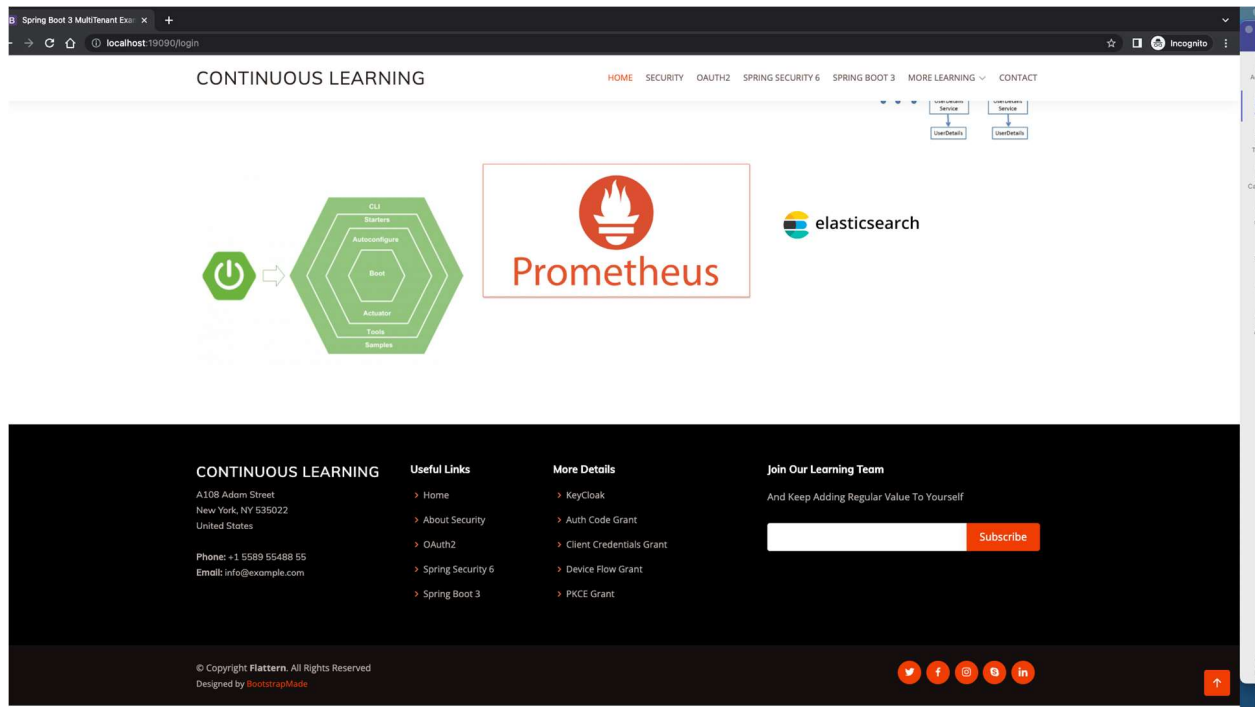 Spring Boot 3 MultiTenant Exar
localhost:19090/login
Incognito
CONTINUOUS LEARNING
HOME SECURITY OAUTH2 SPRING SECURITY 6 SPRING BOOT 3 MORE LEARNING CONTACT
UserDetails Service
UserDetails Service
UserDetails
UserDetails
CLI
Starters
Autoconfigure
Boot
Actuator
Tools
Samples
Prometheus
elasticsearch
CONTINUOUS LEARNING
A108 Adam Street
New York, NY 535022
United States
Phone: +1 5589 55488 55
Email: info@example.com
Useful Links
Home
About Security
OAuth2
Spring Security 6
Spring Boot 3
More Details
KeyCloak
Auth Code Grant
Client Credentials Grant
Device Flow Grant
PKCE Grant
Join Our Learning Team
And Keep Adding Regular Value To Yourself
Subscribe
© Copyright Flattern. All Rights Reserved
Designed by BootstrapMade